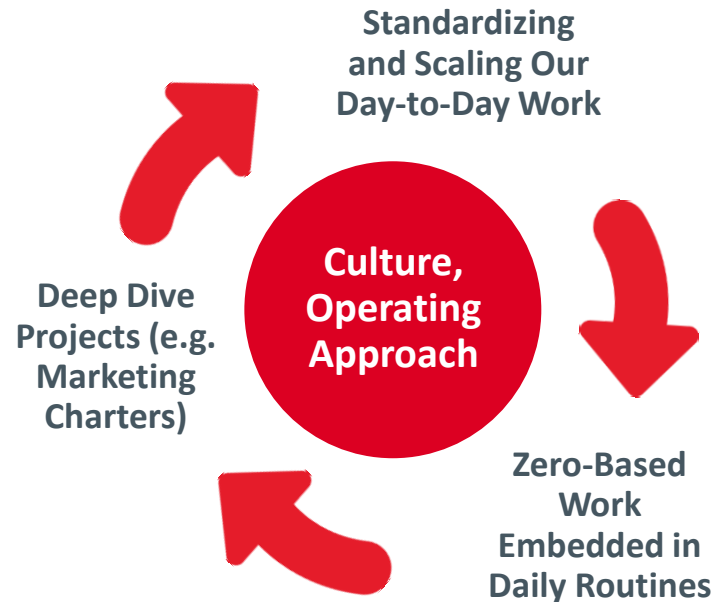 Standardizing
and Scaling Our
Day-to-Day Work
Culture,
Operating
Approach
Deep Dive
Projects (e.g.
Marketing
Charters)
Zero-Based
Work
Embedded in
Daily Routines